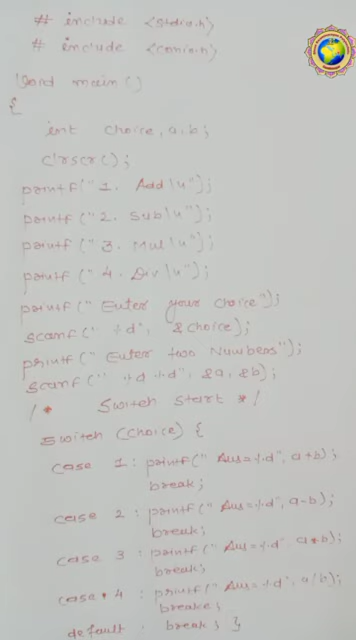 # include <stdio.h>
# include <conio.h>
void main()
{
int choice, a, b;
clrscr();
printf("1. Add\n");
printf("2. Sub\n");
printf("3. Mul\n");
printf("4. Div\n");
printf("Enter your choice");
scanf("%d", &choice);
printf("Enter two Numbers");
scanf("%d %d", &a, &b);
/* Switch start */
switch (choice) {
case 1: printf("Ans=%d", a+b);
break;
case 2: printf("Ans=%d", a-b);
break;
case 3: printf("Ans=%d", a*b);
break;
case 4: printf("Ans=%d", a/b);
breake;
default: break; }